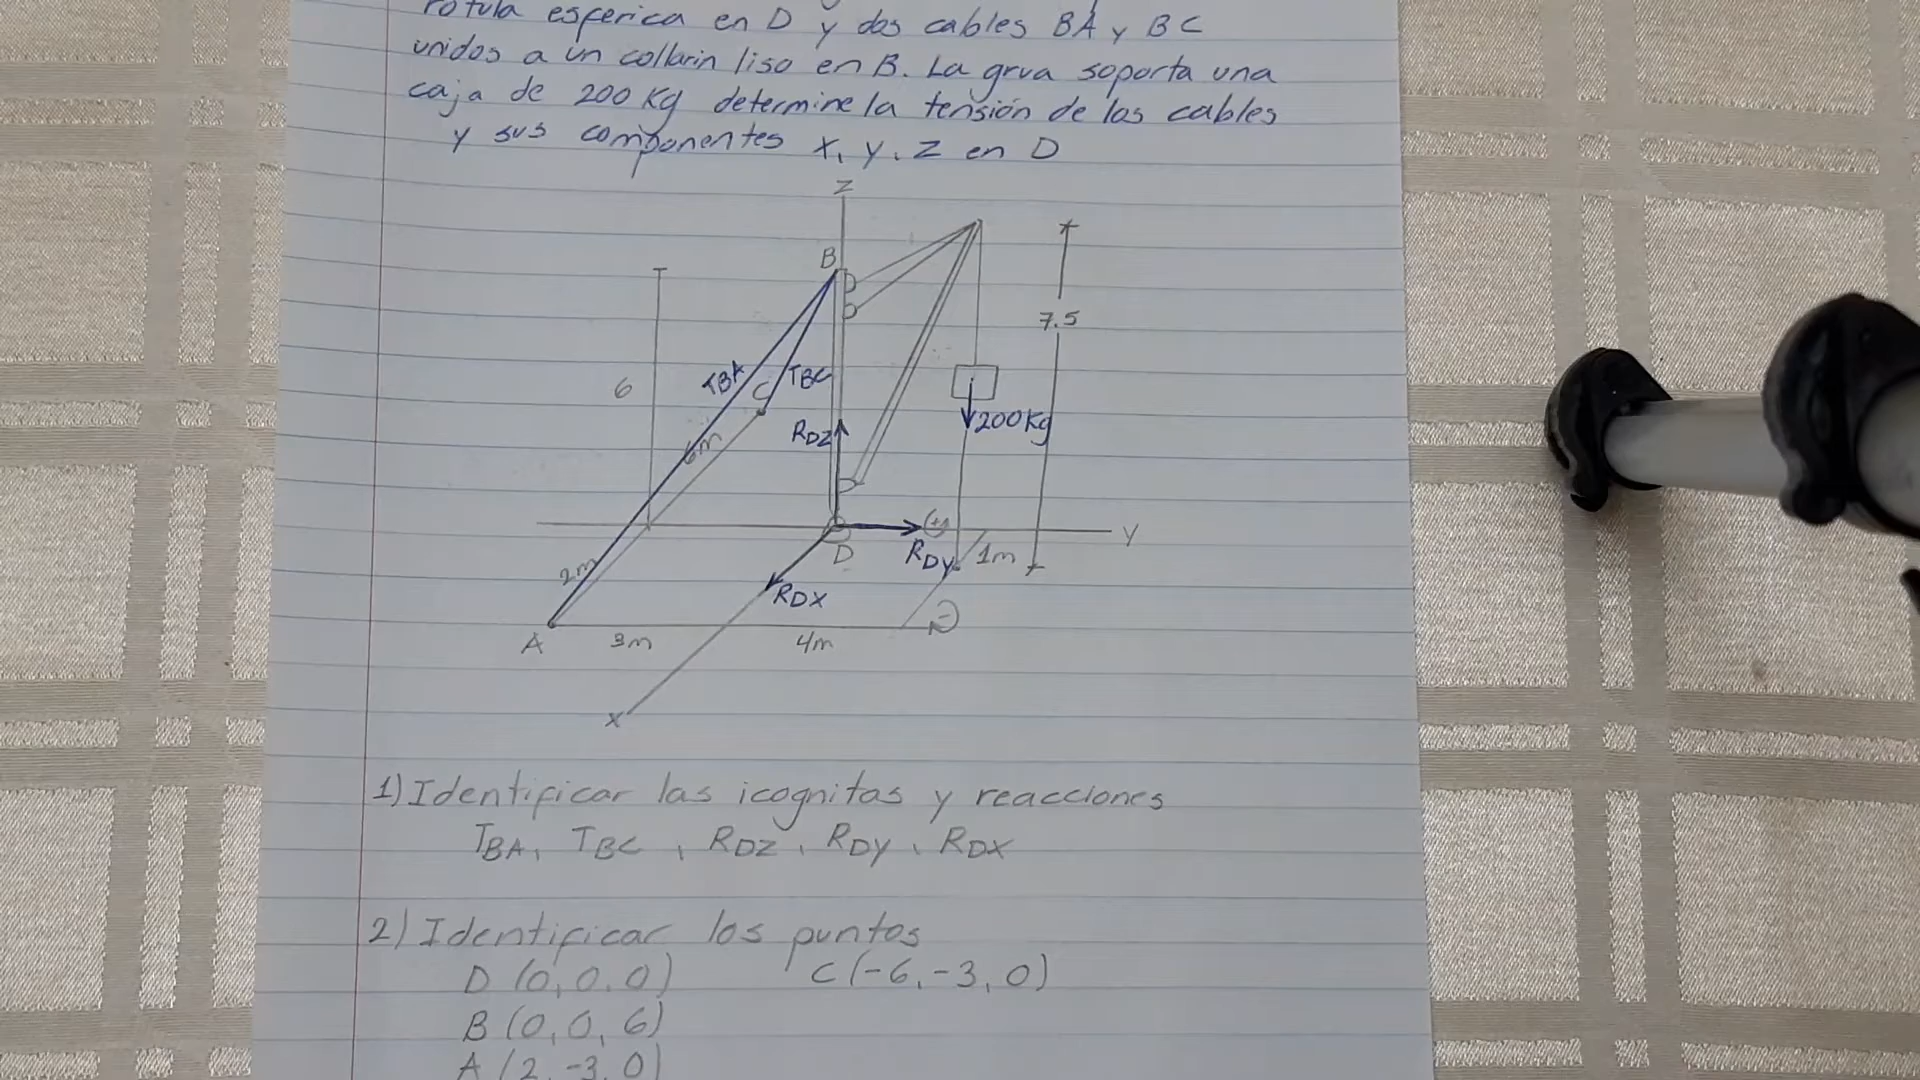 rotula esferica en D y dos cables BA y BC
unidos a un collarin liso en B. La grua soporta una
caja de 200 Kg determine la tensión de los cables
y sus componentes x, y, z en D
Z
B
7.5
6
TBA
C
TBC
6m
RDZ
200Kg
(+)
Y
D
RDY
1m
2m
RDX
(-)
A
3m
4m
X
1) Identificar las icognitas y reacciones
TBA, TBC, RDZ, RDY, RDX
2) Identificar los puntos
D (0,0,0) C(-6,-3,0)
B (0,0,6)
A (2,-3,0)